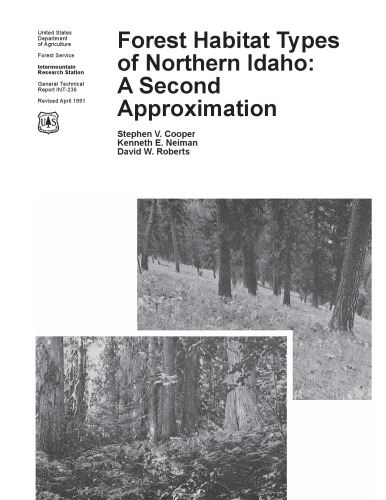 United States
Department
of Agriculture
Forest Service
Intermountain
Research Station
General Technical
Report INT-236
Revised April 1991
Forest Habitat Types
of Northern Idaho:
A Second
Approximation
Stephen V. Cooper
Kenneth E. Neiman
David W. Roberts
UAS